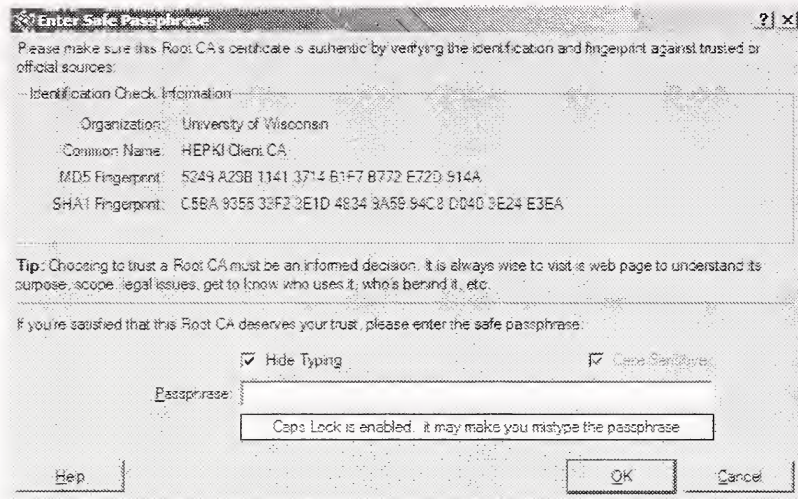 Enter Safe Passphrase
Please make sure this Root CA's certificate is authentic by verifying the identification and fingerprint against trusted or
official sources:
Identification Check Information
Organization: University of Wisconsin
Common Name: HEPKI Client CA
MD5 Fingerprint: 5249 A23B 1141 3714 B1F7 B772 E72D 914A
SHA1 Fingerprint: C5BA 9356 33F2 3E1D 4834 9A59 94C8 D040 3E24 E3EA
Tip: Choosing to trust a Root CA must be an informed decision. It is always wise to visit is web page to understand its
purpose, scope, legal issues, get to know who uses it, who's behind it, etc.
If you're satisfied that this Root CA deserves your trust, please enter the safe passphrase:
Hide Typing Case Sensitive
Passphrase:
Caps Lock is enabled. it may make you mistype the passphrase
Help OK Cancel